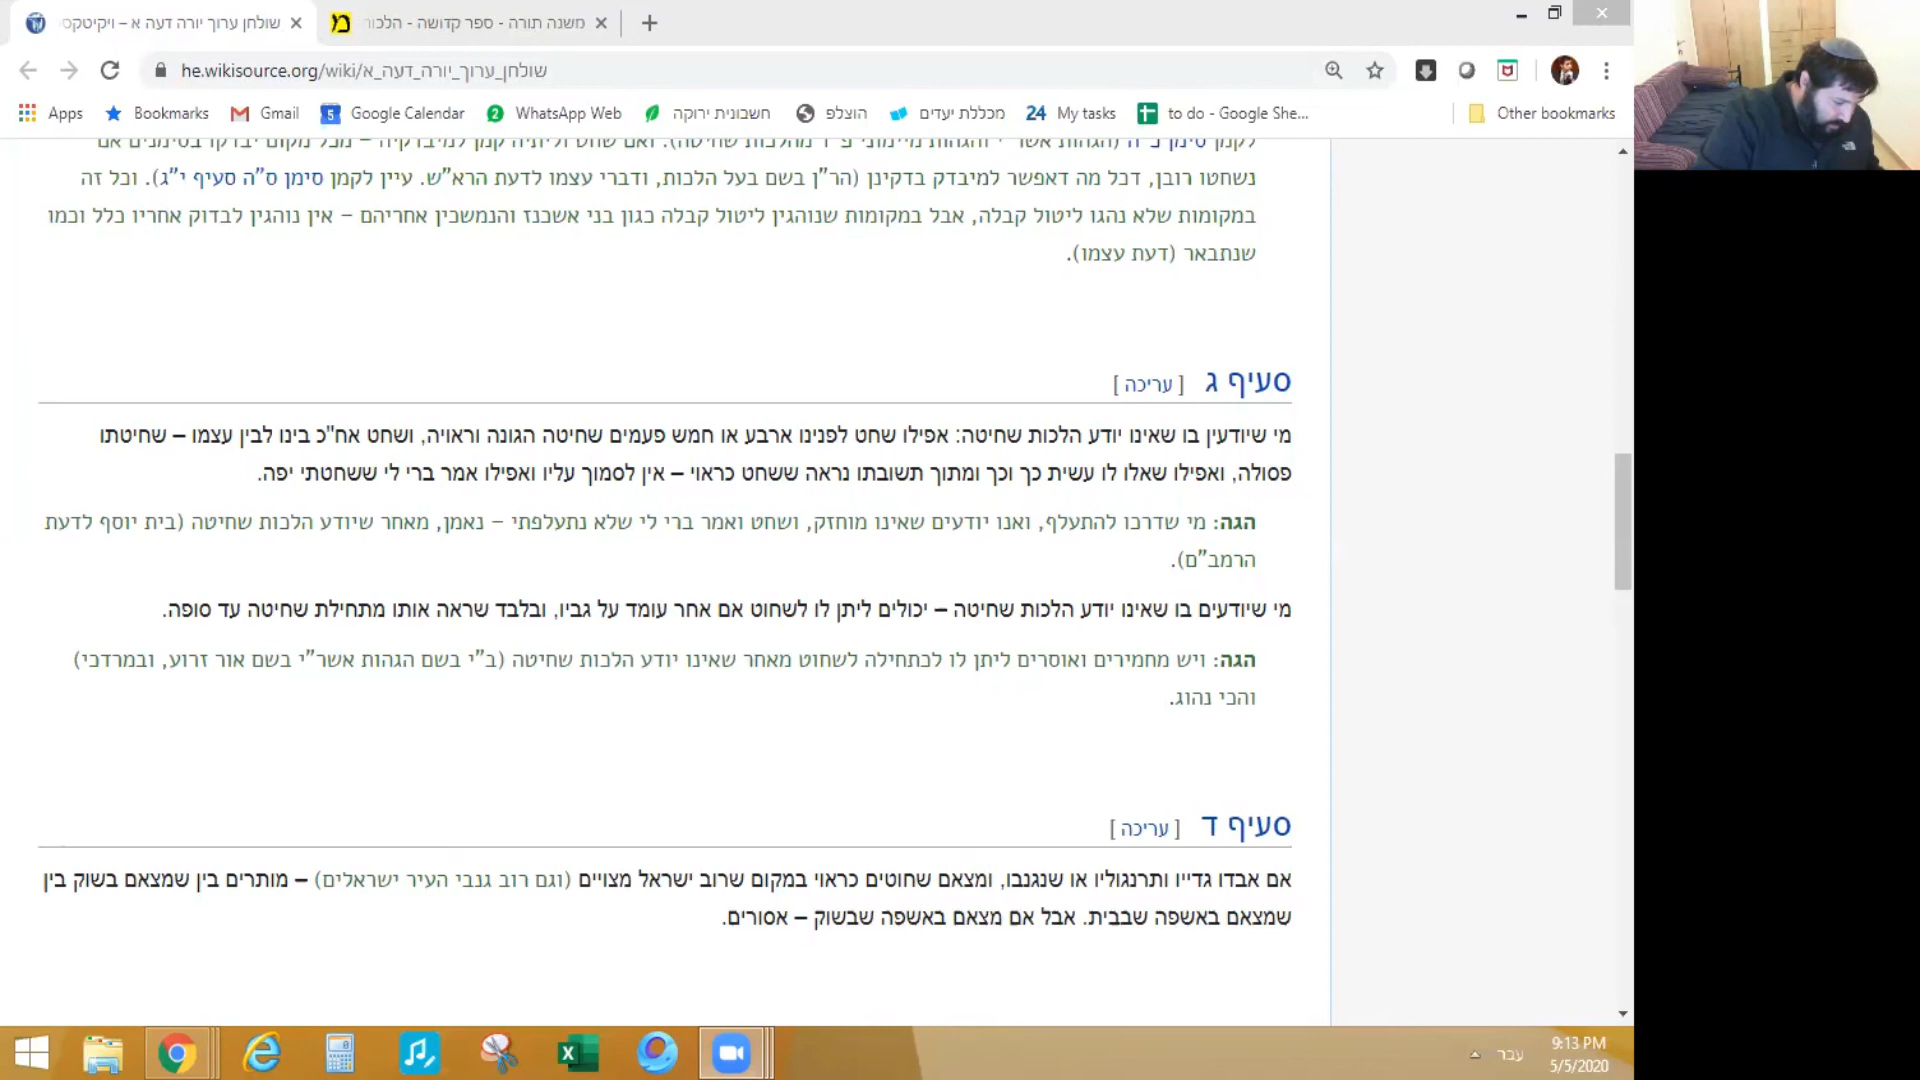 שולחן ערוך יורה דעה א – ויקיטקס
משנה תורה - ספר קדושה - הלכות
he.wikisource.org/wiki/שולחן_ערוך_יורה_דעה_א
Apps Bookmarks Gmail Google Calendar WhatsApp Web חשבונית ירוקה הוצלפ מכללת יעדים My tasks to do - Google She... Other bookmarks
נשחטו רובן, דכל מה דאפשר למיבדק בדקינן (הר"ן בשם בעל הלכות, ודברי עצמו לדעת הרא"ש. עיין לקמן סימן ס"ה סעיף י"ג). וכל זה
במקומות שלא נהגו ליטול קבלה, אבל במקומות שנוהגין ליטול קבלה כגון בני אשכנז והנמשכין אחריהם – אין נוהגין לבדוק אחריו כלל וכמו
שנתבאר (דעת עצמו).
סעיף ג [ עריכה ]
מי שיודעין בו שאינו יודע הלכות שחיטה: אפילו שחט לפנינו ארבע או חמש פעמים שחיטה הגונה וראויה, ושחט אח"כ בינו לבין עצמו – שחיטתו
פסולה, ואפילו שאלו לו עשית כך וכך ומתוך תשובתו נראה ששחט כראוי – אין לסמוך עליו ואפילו אמר ברי לי ששחטתי יפה.
הגה: מי שדרכו להתעלף, ואנו יודעים שאינו מוחזק, ושחט ואמר ברי לי שלא נתעלפתי – נאמן, מאחר שיודע הלכות שחיטה (בית יוסף לדעת
הרמב"ם).
מי שיודעים בו שאינו יודע הלכות שחיטה – יכולים ליתן לו לשחוט אם אחר עומד על גביו, ובלבד שראה אותו מתחילת שחיטה עד סופה.
הגה: ויש מחמירים ואוסרים ליתן לו לכתחילה לשחוט מאחר שאינו יודע הלכות שחיטה (ב"י בשם הגהות אשר"י בשם אור זרוע, ובמרדכי)
והכי נהוג.
סעיף ד [ עריכה ]
אם אבדו גדייו ותרנגוליו או שנגנבו, ומצאם שחוטים כראוי במקום שרוב ישראל מצויים (וגם רוב גנבי העיר ישראלים) – מותרים בין שמצאם בשוק בין
שמצאם באשפה שבבית. אבל אם מצאם באשפה שבשוק – אסורים.
עבר
9:13 PM
5/5/2020